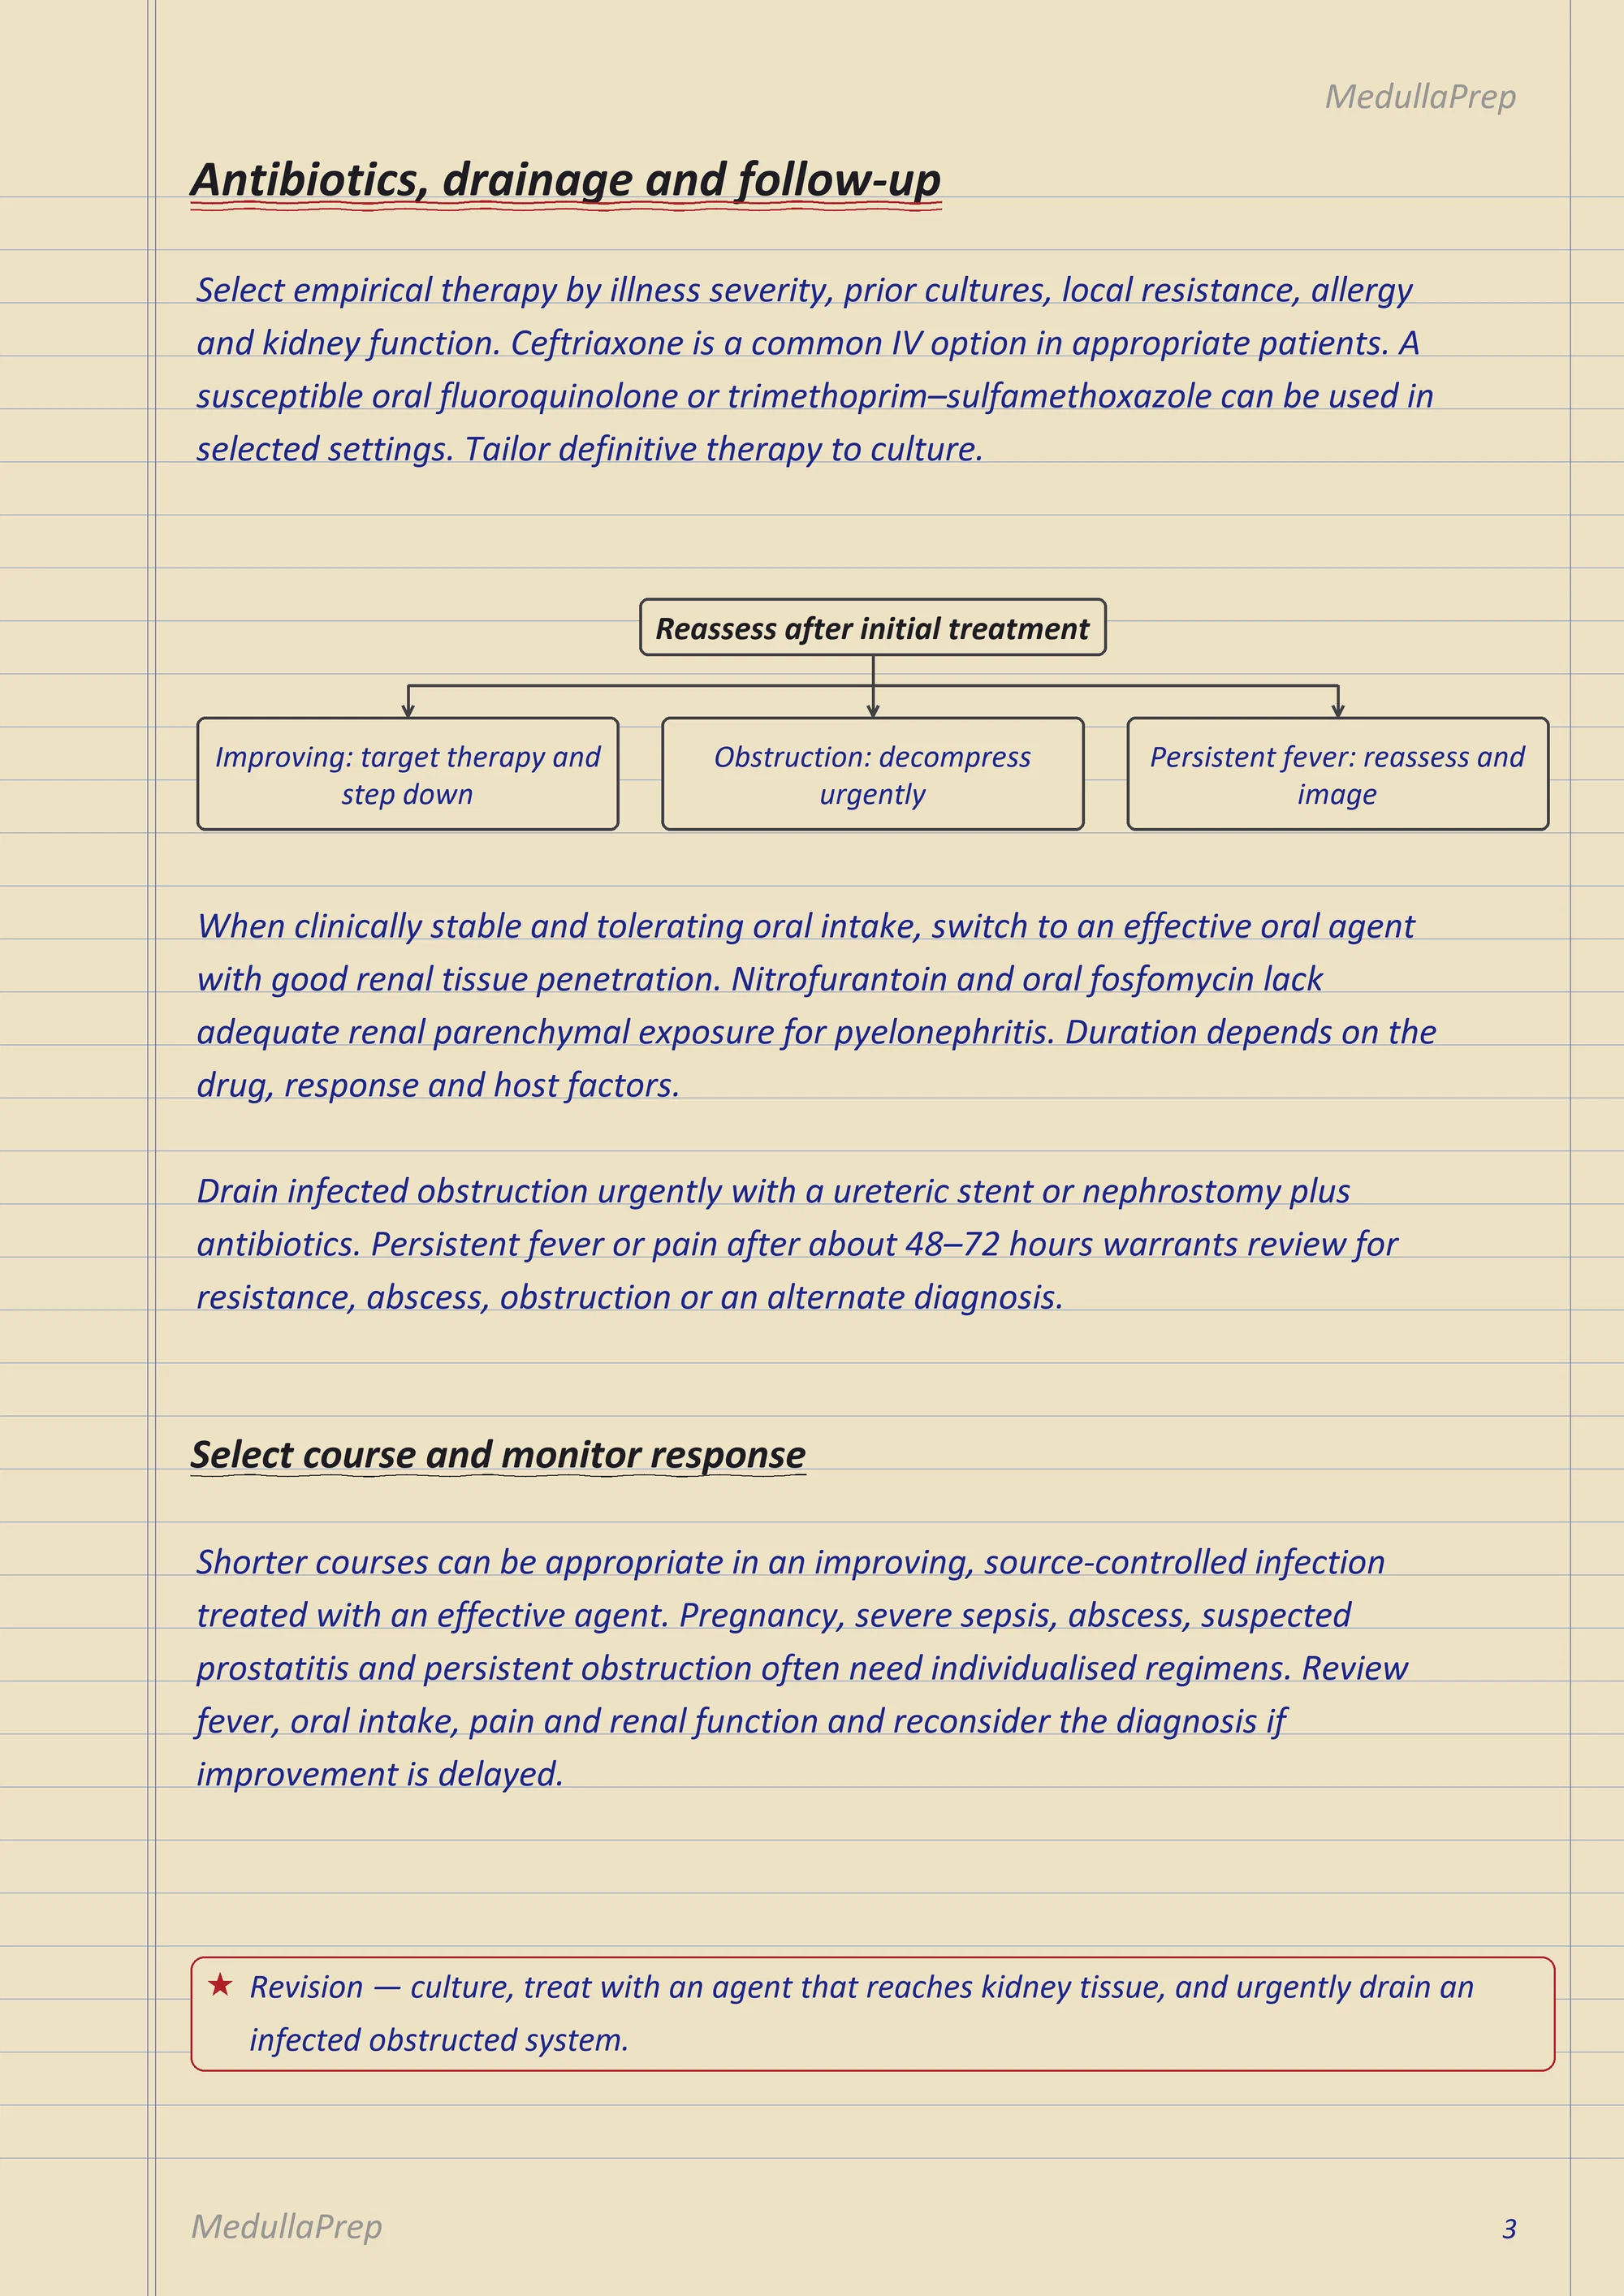 MedullaPrep
Antibiotics, drainage and follow-up
Select empirical therapy by illness severity, prior cultures, local resistance, allergy
and kidney function. Ceftriaxone is a common IV option in appropriate patients. A
susceptible oral fluoroquinolone or trimethoprim–sulfamethoxazole can be used in
selected settings. Tailor definitive therapy to culture.
Reassess after initial treatment
Improving: target therapy and
step down
Obstruction: decompress
urgently
Persistent fever: reassess and
image
When clinically stable and tolerating oral intake, switch to an effective oral agent
with good renal tissue penetration. Nitrofurantoin and oral fosfomycin lack
adequate renal parenchymal exposure for pyelonephritis. Duration depends on the
drug, response and host factors.
Drain infected obstruction urgently with a ureteric stent or nephrostomy plus
antibiotics. Persistent fever or pain after about 48–72 hours warrants review for
resistance, abscess, obstruction or an alternate diagnosis.
Select course and monitor response
Shorter courses can be appropriate in an improving, source-controlled infection
treated with an effective agent. Pregnancy, severe sepsis, abscess, suspected
prostatitis and persistent obstruction often need individualised regimens. Review
fever, oral intake, pain and renal function and reconsider the diagnosis if
improvement is delayed.
★ Revision — culture, treat with an agent that reaches kidney tissue, and urgently drain an
infected obstructed system.
MedullaPrep
3